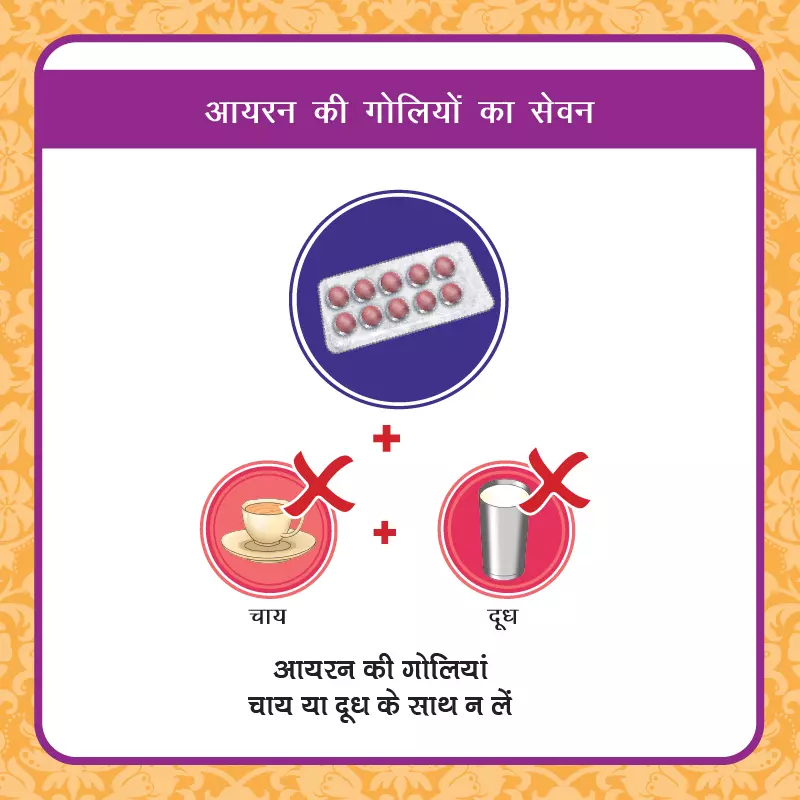 आयरन की गोलियों का सेवन
चाय
दूध
आयरन की गोलियां
चाय या दूध के साथ न लें